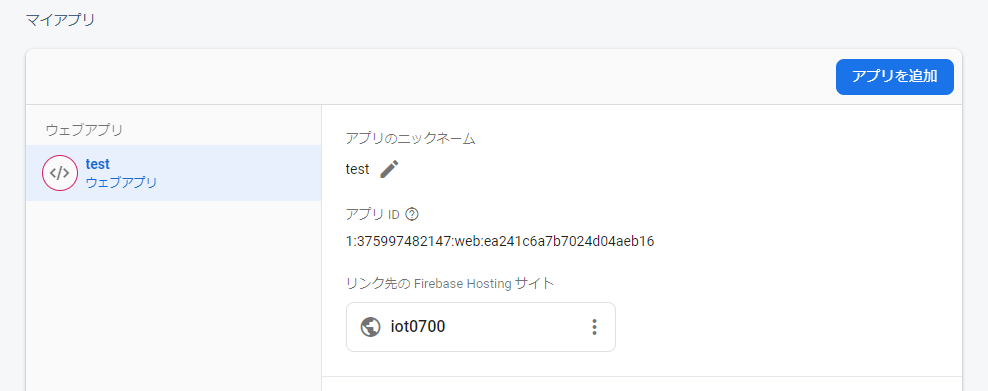 マイアプリ
アプリを追加
ウェブアプリ
</>
test
ウェブアプリ
アプリのニックネーム
test
アプリ ID
1:375997482147:web:ea241c6a7b7024d04aeb16
リンク先の Firebase Hosting サイト
iot0700